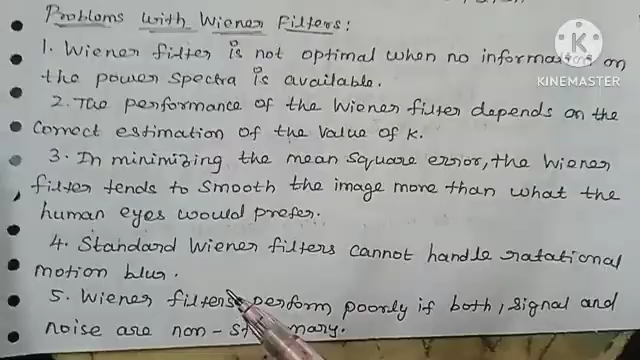 Problems with Wiener Filters:
1. Wiener filter is not optimal when no information on
the power spectra is available.
2. The performance of the Wiener filter depends on the
correct estimation of the value of K.
3. In minimizing the mean square error, the Wiener
filter tends to smooth the image more than what the
human eyes would prefer.
4. Standard Wiener filters cannot handle ratational
motion blur.
5. Wiener filters perform poorly if both, signal and
noise are non-
K
KINEMASTER